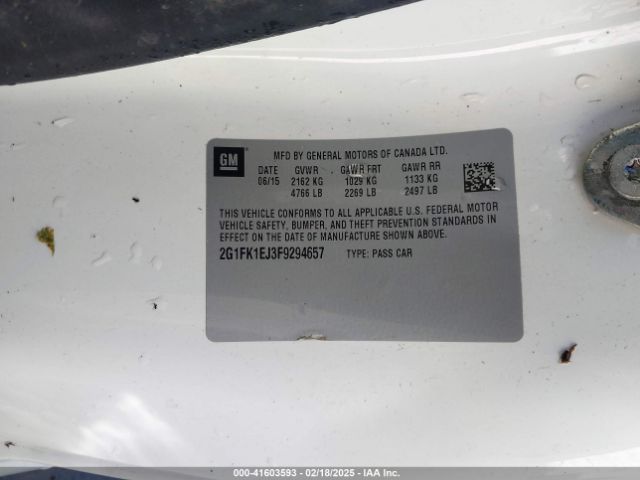 GM
MFD BY GENERAL MOTORS OF CANADA LTD.
DATE GVWR GAWR FRT GAWR RR
06/15 2162 KG 1029 KG 1133 KG
4766 LB 2269 LB 2497 LB
THIS VEHICLE CONFORMS TO ALL APPLICABLE U.S. FEDERAL MOTOR
VEHICLE SAFETY, BUMPER, AND THEFT PREVENTION STANDARDS IN
EFFECT ON THE DATE OF MANUFACTURE SHOWN ABOVE.
2G1FK1EJ3F9294657 TYPE: PASS CAR
© 00-41603593 - 02/18/2025 - IAA Inc.